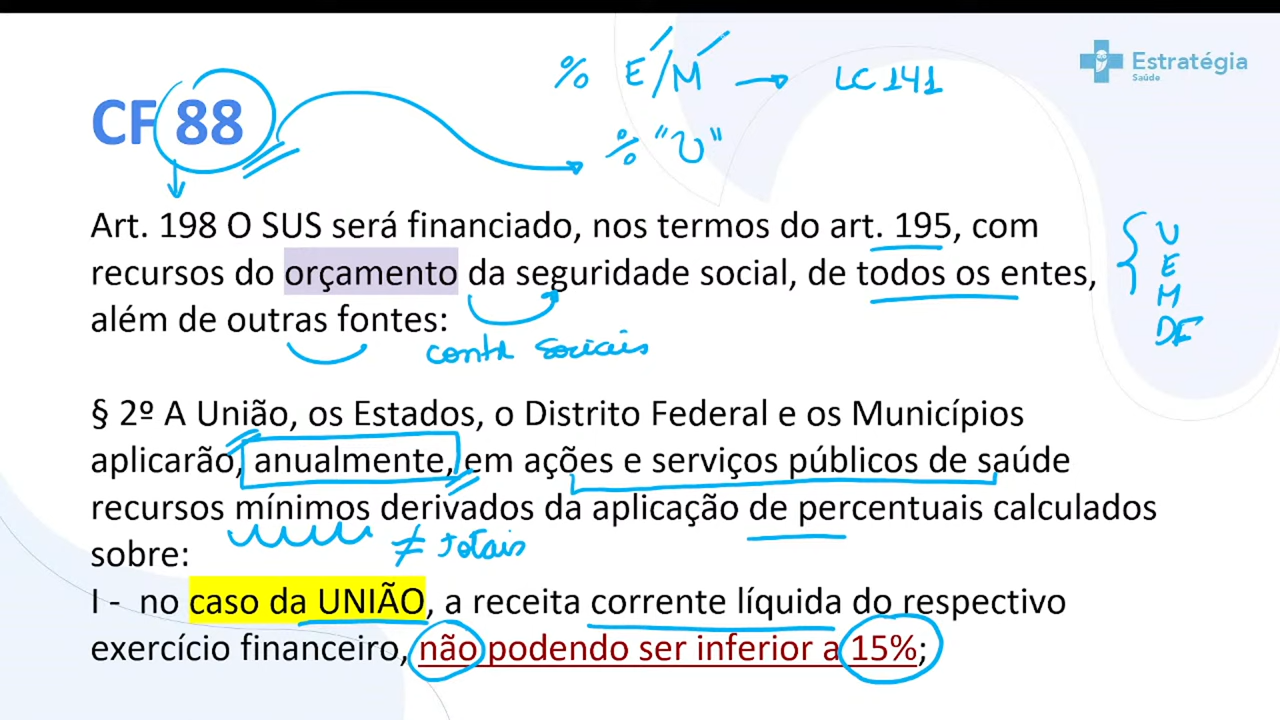 % E/M → LC 141
Estratégia
Saúde
CF 88
% "U"
Art. 198 O SUS será financiado, nos termos do art. 195, com
recursos do orçamento da seguridade social, de todos os entes,
além de outras fontes:
U
E
M
DF
contr sociais
§ 2º A União, os Estados, o Distrito Federal e os Municípios
aplicarão, anualmente, em ações e serviços públicos de saúde
recursos mínimos derivados da aplicação de percentuais calculados
sobre:
≠ totais
I - no caso da UNIÃO, a receita corrente líquida do respectivo
exercício financeiro, não podendo ser inferior a 15%;